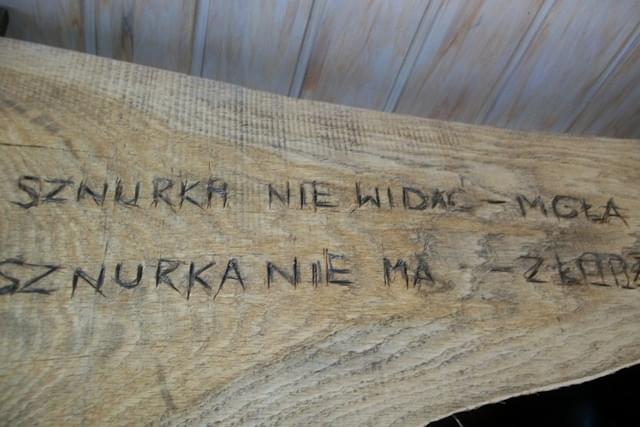 SZNURKA NIE WIDAĆ - MGŁA
SZNURKA NIE MA -